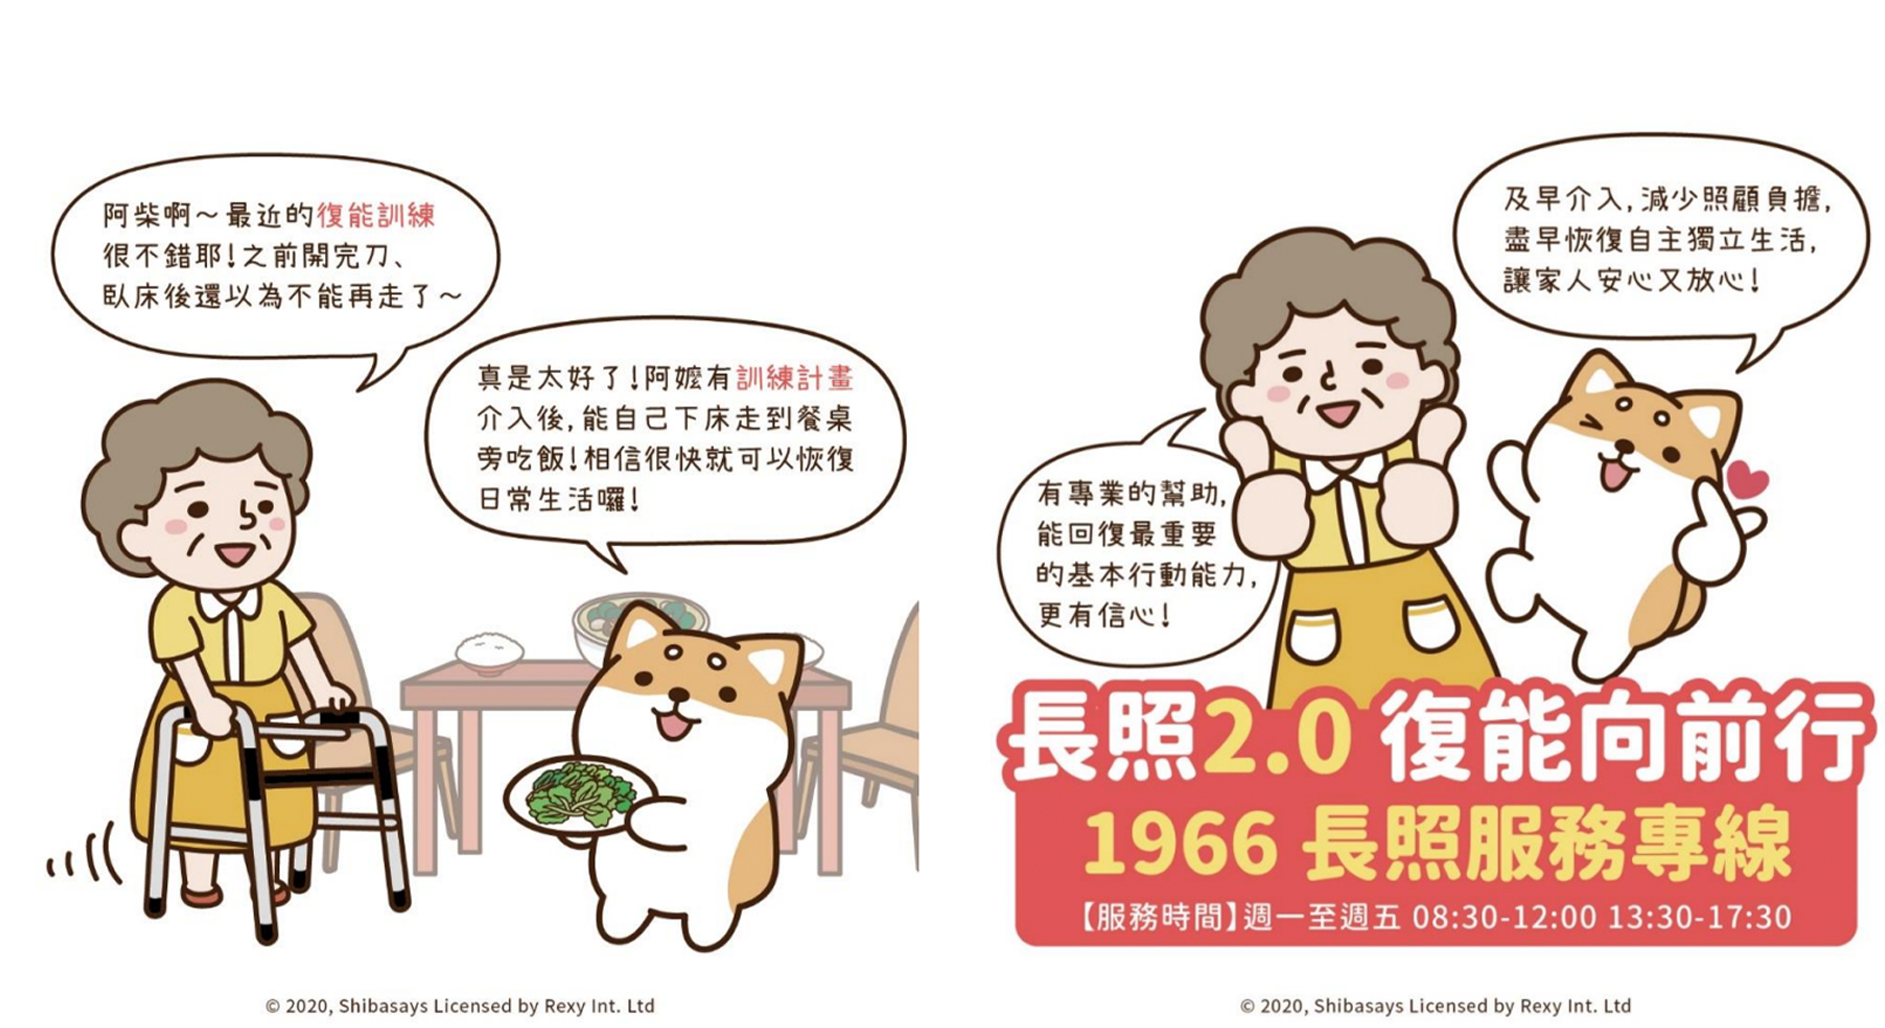 阿柴啊～最近的復能訓練
很不錯耶!之前開完刀、
臥床後還以為不能再走了～
真是太好了!阿嬤有訓練計畫
介入後,能自己下床走到餐桌
旁吃飯!相信很快就可以恢復
日常生活囉!
© 2020, Shibasays Licensed by Rexy Int. Ltd
及早介入,減少照顧負擔,
盡早恢復自主獨立生活,
讓家人安心又放心!
有專業的幫助,
能回復最重要
的基本行動能力,
更有信心!
長照2.0 復能向前行
1966 長照服務專線
【服務時間】週一至週五 08:30-12:00 13:30-17:30
© 2020, Shibasays Licensed by Rexy Int. Ltd